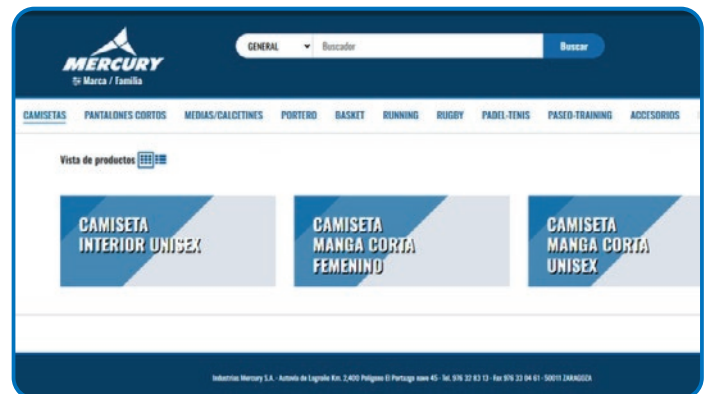 MERCURY
Marca / Familia
GENERAL
Buscador
Buscar
CAMISETAS PANTALONES CORTOS MEDIAS/CALCETINES PORTERO BASKET RUNNING RUGBY PADEL-TENIS PASEO-TRAINING ACCESORIOS
Vista de productos
CAMISETA
INTERIOR UNISEX
CAMISETA
MANGA CORTA
FEMENINO
CAMISETA
MANGA CORTA
UNISEX
Industrias Mercury S.A. - Autovía de Logroño Km. 2,400 Polígono El Portazgo nave 45 - Tel. 976 32 83 13 - Fax 976 33 04 61 - 50011 ZARAGOZA